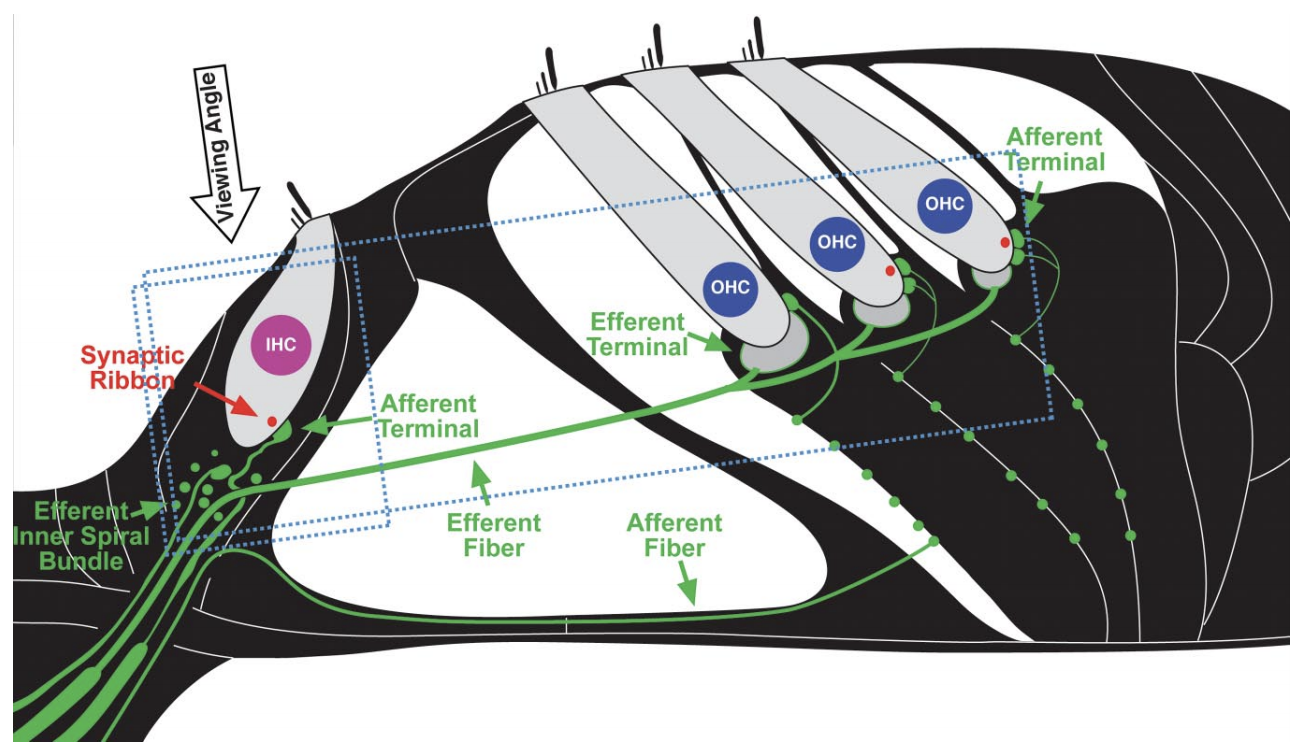 Viewing Angle
Afferent
Terminal
OHC
OHC
OHC
Efferent
Terminal
IHC
Synaptic
Ribbon
Afferent
Terminal
Efferent
Inner Spiral
Bundle
Efferent
Fiber
Afferent
Fiber